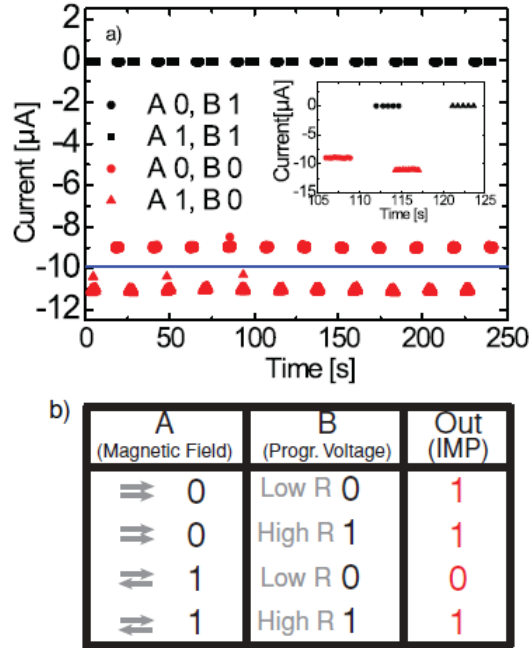 a)
Current [µA]
2
0
-2
-4
-6
-8
-10
-12
A 0, B 1
A 1, B 1
A 0, B 0
A 1, B 0
Current[µA]
0
-5
-10
-15
105 110 115 120 125
Time [s]
0 50 100 150 200 250
Time [s]
b)
A B Out
(Magnetic Field) (Progr. Voltage) (IMP)
0 Low R 0 1
0 High R 1 1
1 Low R 0 0
1 High R 1 1